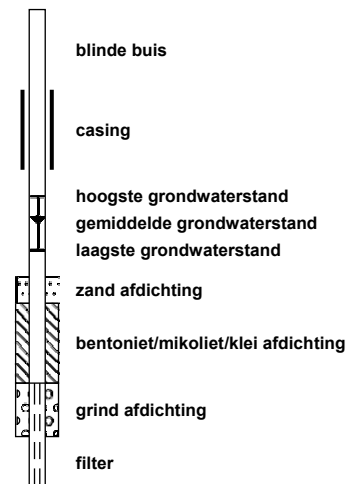 blinde buis
casing
hoogste grondwaterstand
gemiddelde grondwaterstand
laagste grondwaterstand
zand afdichting
bentoniet/mikoliet/klei afdichting
grind afdichting
filter